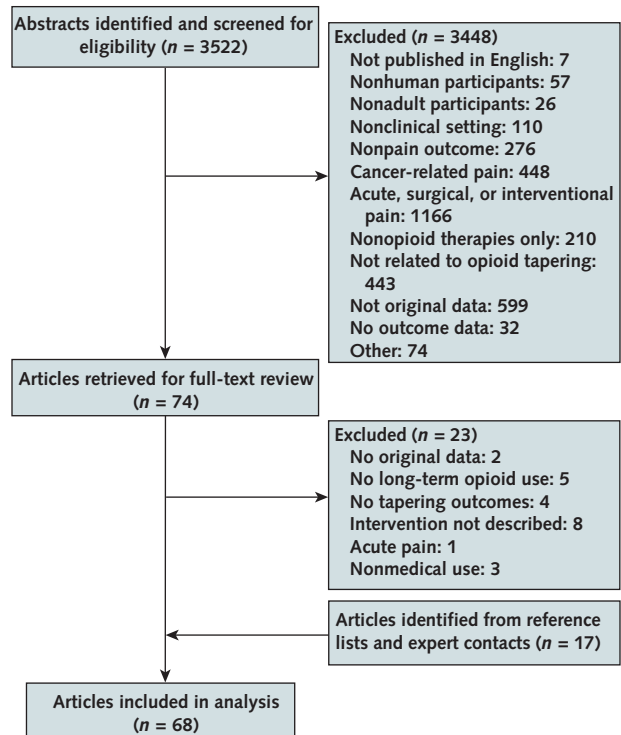 Abstracts identified and screened for
eligibility (n = 3522)
Excluded (n = 3448)
Not published in English: 7
Nonhuman participants: 57
Nonadult participants: 26
Nonclinical setting: 110
Nonpain outcome: 276
Cancer-related pain: 448
Acute, surgical, or interventional
pain: 1166
Nonopioid therapies only: 210
Not related to opioid tapering:
443
Not original data: 599
No outcome data: 32
Other: 74
Articles retrieved for full-text review
(n = 74)
Excluded (n = 23)
No original data: 2
No long-term opioid use: 5
No tapering outcomes: 4
Intervention not described: 8
Acute pain: 1
Nonmedical use: 3
Articles identified from reference
lists and expert contacts (n = 17)
Articles included in analysis
(n = 68)